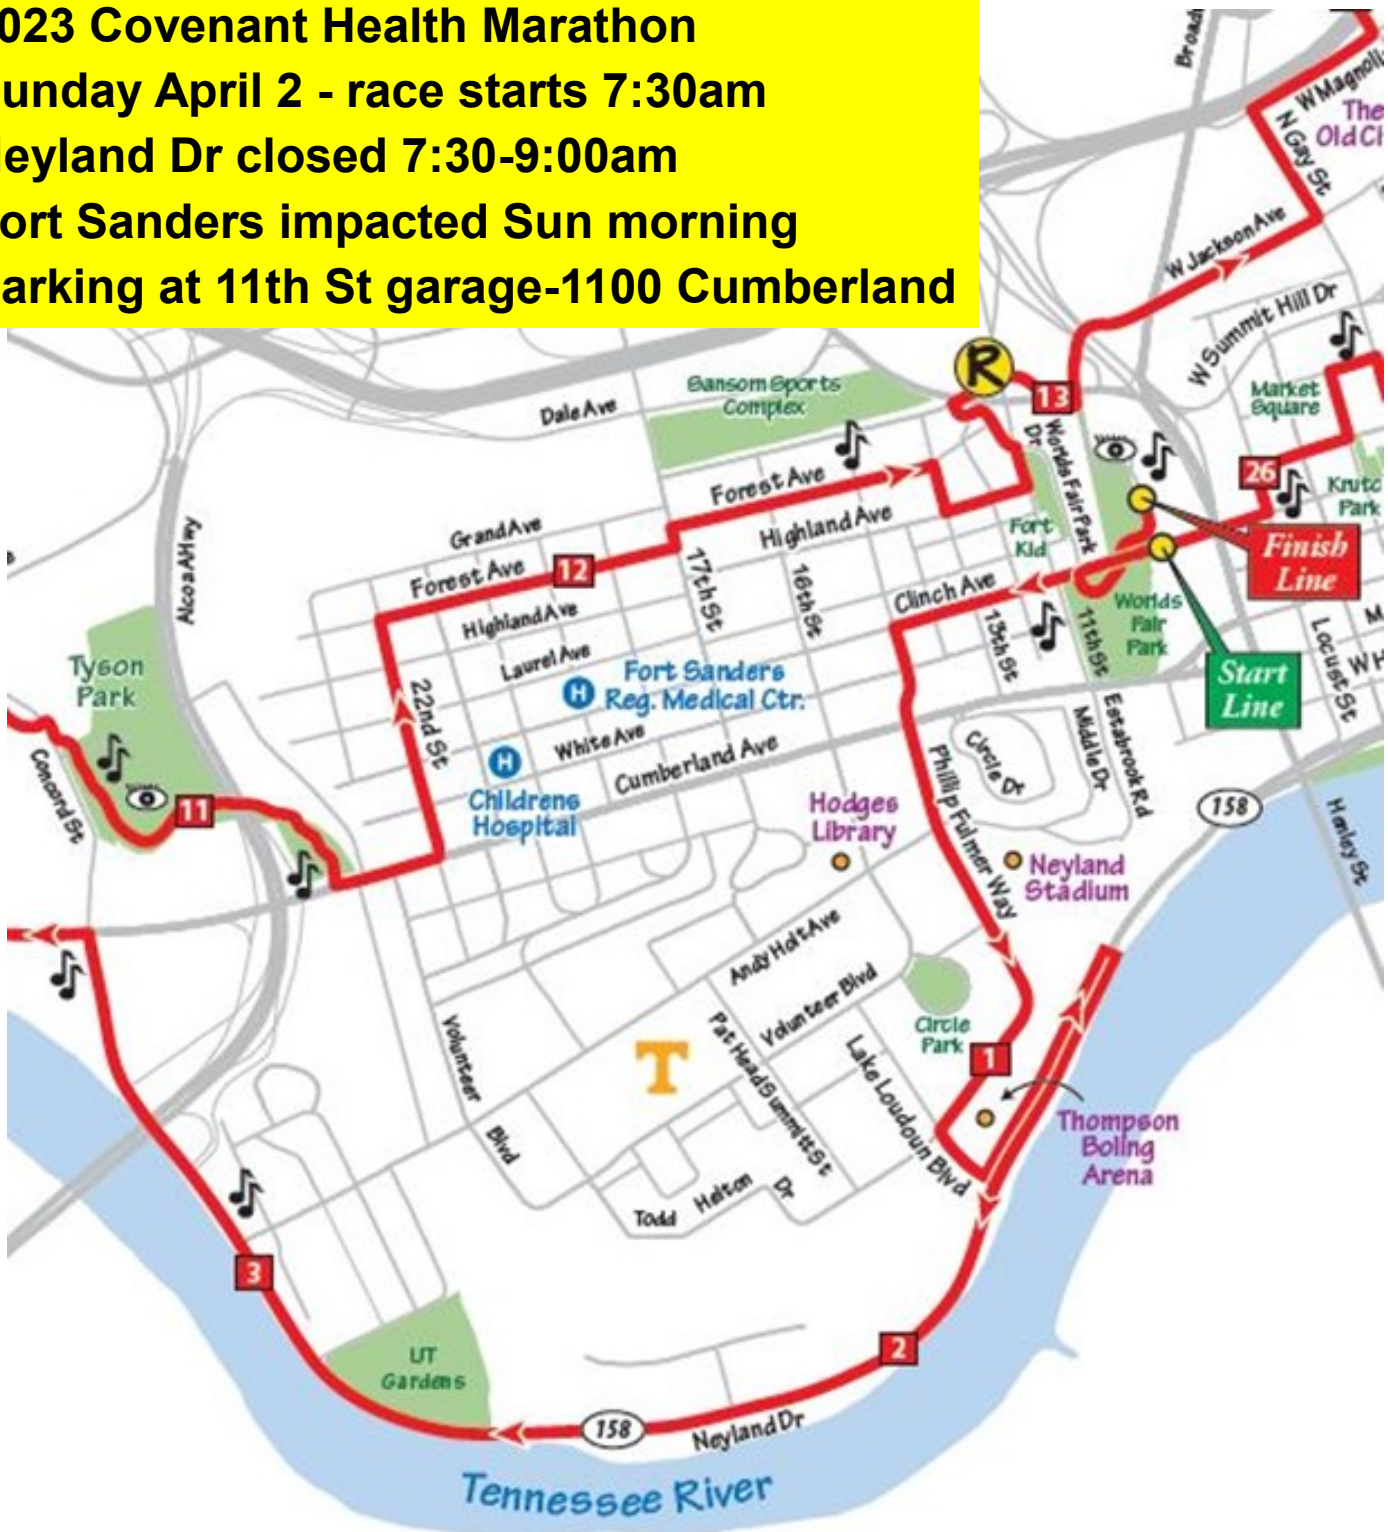 023 Covenant Health Marathon
unday April 2 - race starts 7:30am
leyland Dr closed 7:30-9:00am
ort Sanders impacted Sun morning
arking at 11th St garage-1100 Cumberland
Broad
W Magnoli
The
Old Ci
N Gay St
W Jackson Ave
W Summit Hill Dr
R
13
Sansom Sports
Complex
Dale Ave
Market
Square
Worlds Fair Park
Dr
26
Krutc
Park
Forest Ave
Highland Ave
Grand Ave
Fort
Kid
Finish
Line
Alcoa Hwy
12
Forest Ave
17th St
16th St
Clinch Ave
Highland Ave
Worlds
Fair
Park
13th St
11th St
Locust St
M
W H
Laurel Ave
Tyson
Park
Fort Sanders
H
Reg. Medical Ctr.
Start
Line
22nd St
White Ave
Cumberland Ave
H
Childrens
Hospital
Circle Dr
Middle Dr
Estabrook Rd
Phillip Fulmer Way
Concord St
11
Hodges
Library
158
Henley St
Neyland
Stadium
Andy Holt Ave
Volunteer Blvd
Volunteer
Blvd
Circle
Park
Pat Head Summitt St
Lake Loudoun Blvd
T
1
Thompson
Boling
Arena
Todd
Helton
Dr
3
2
UT
Gardens
158
Neyland Dr
Tennessee River